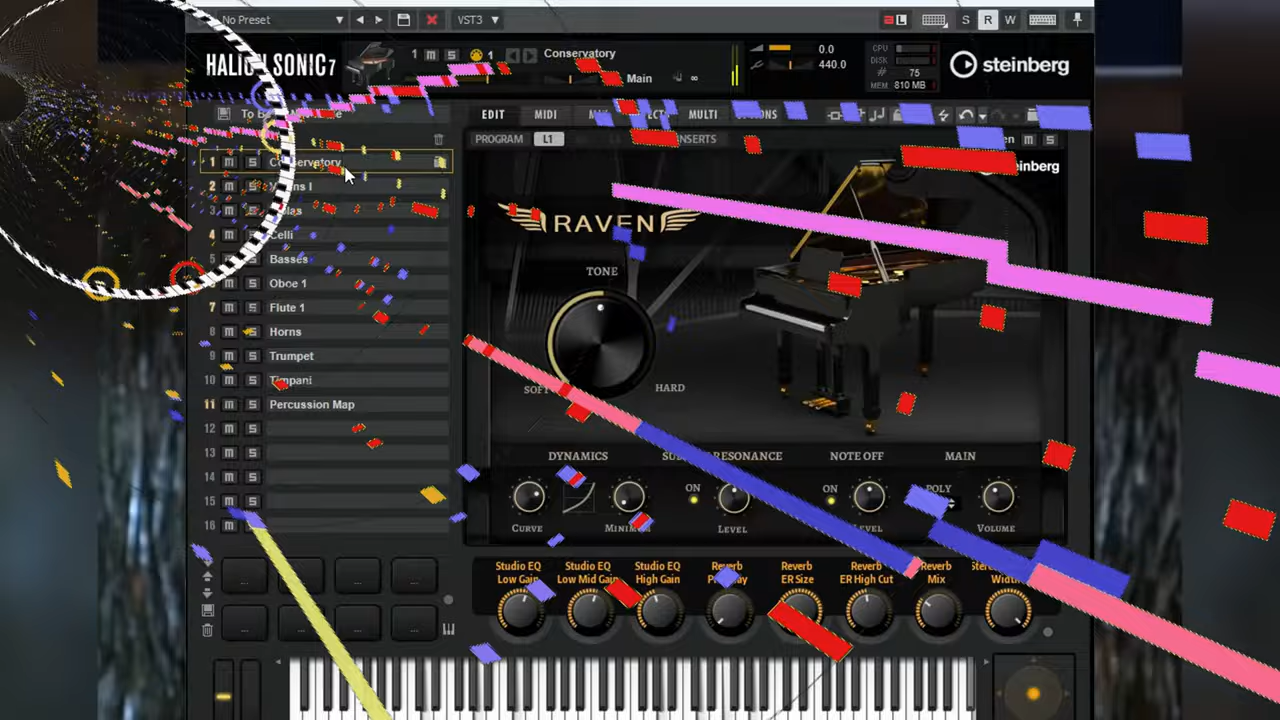 No Preset VST3 S R W
HALION SONIC 7 1 m S 1 Conservatory 0.0 CPU
Main ∞ 440.0 DISK
# 75
MEM 810 MB
steinberg
EDIT MIDI MULTI
PROGRAM L1 INSERTS m S
1 m S
steinberg
2 m S
3
4 m S Celli
5 m S Basses
6 m S Oboe 1
7 m S Flute 1
8 m S Horns
9 m S Trumpet
10 m S Timpani
11 m S Percussion Map
12 m S
13 m S
14 m S
15 m S
16 m S
RAVEN
TONE
SOFT HARD
DYNAMICS NOTE OFF MAIN
ON ON POLY
CURVE LEVEL VOLUME
Studio EQ Low Gain
Studio EQ Low Mid Gain
Studio EQ High Gain
Reverb
Reverb ER Size
Reverb ER High Cut
Reverb Mix
Width